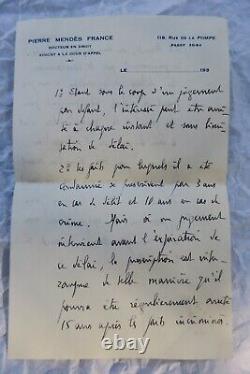 PIERRE MENDÈS FRANCE
DOCTEUR EN DROIT
AVOCAT A LA COUR D'APPEL
118, RUE DE LA POMPE
PASSY
LE 193
1° Etant sous le coup d'un jugement
par défaut, l'intéressé peut être arrêté
à chaque instant et sans limi-
tation de délai.
2° Les faits pour lesquels il a été
condamné se prescrivent par 3 ans
en cas de délit et 10 ans en cas de
crime. Mais si un jugement
intervient avant l'expiration de
ce délai, la prescription est
de telle manière qu'il
pourra être régulièrement arrêté
15 ans après les faits incriminés.